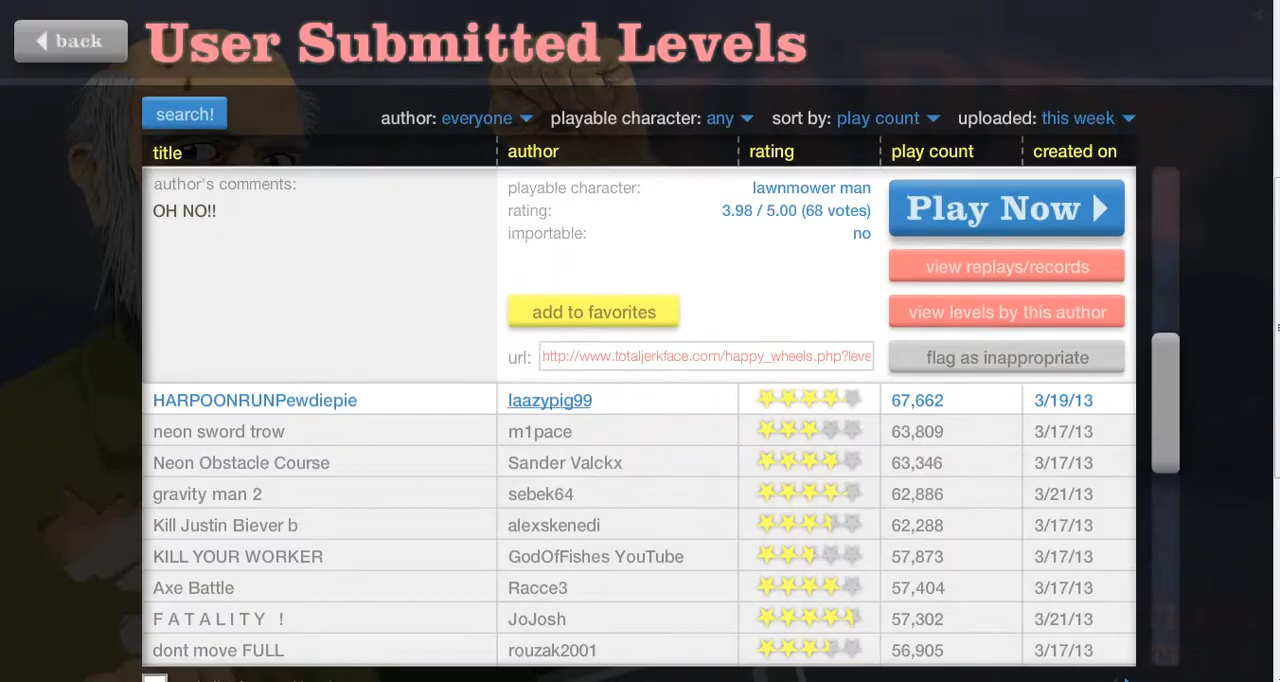 back
User Submitted Levels
search!
author: everyone playable character: any sort by: play count uploaded: this week
title author rating play count created on
author's comments:
OH NO!!
playable character: lawnmower man
rating: 3.98 / 5.00 (68 votes)
importable: no
Play Now
view replays/records
add to favorites
view levels by this author
url: http://www.totaljerkface.com/happy_wheels.php?leve
flag as inappropriate
HARPOONRUNPewdiepie laazypig99 67,662 3/19/13
neon sword trow m1pace 63,809 3/17/13
Neon Obstacle Course Sander Valckx 63,346 3/17/13
gravity man 2 sebek64 62,886 3/21/13
Kill Justin Biever b alexskenedi 62,288 3/17/13
KILL YOUR WORKER GodOfFishes YouTube 57,873 3/17/13
Axe Battle Racce3 57,404 3/17/13
F A T A L I T Y ! JoJosh 57,302 3/21/13
dont move FULL rouzak2001 56,905 3/17/13